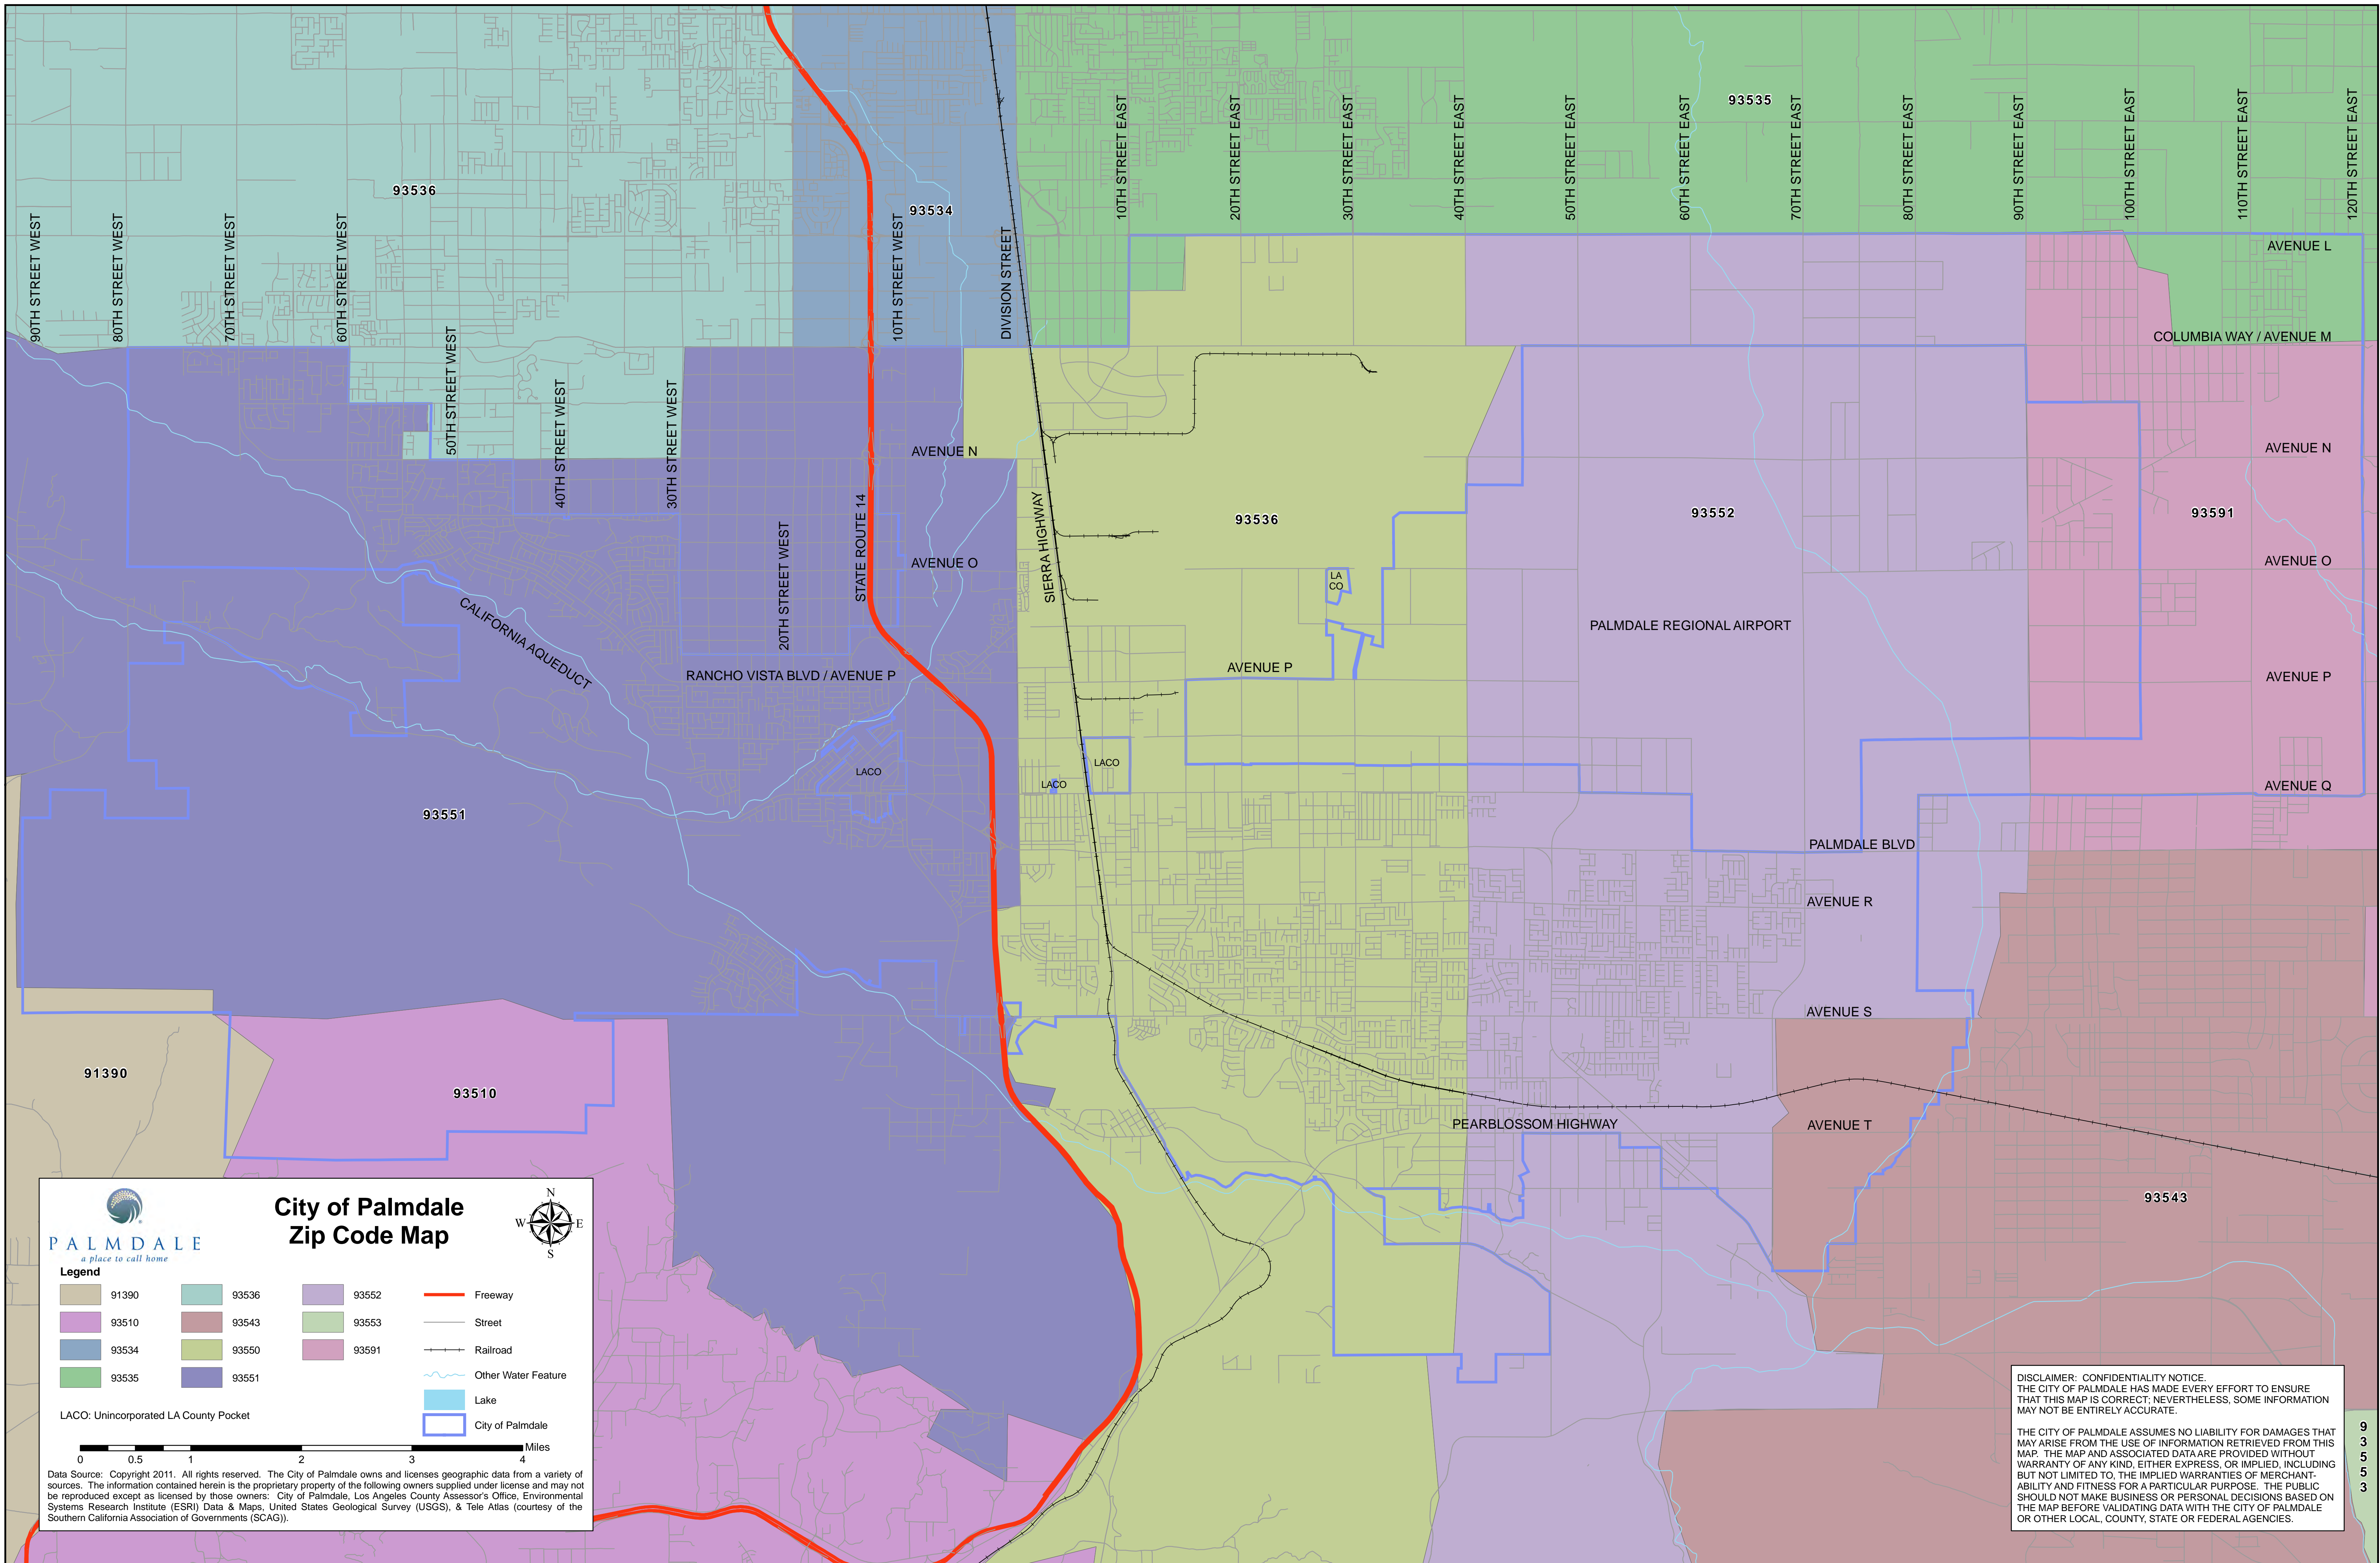 93535
93536
93534
90TH STREET WEST
80TH STREET WEST
70TH STREET WEST
60TH STREET WEST
50TH STREET WEST
40TH STREET WEST
30TH STREET WEST
20TH STREET WEST
STATE ROUTE 14
10TH STREET WEST
DIVISION STREET
SIERRA HIGHWAY
10TH STREET EAST
20TH STREET EAST
30TH STREET EAST
40TH STREET EAST
50TH STREET EAST
60TH STREET EAST
70TH STREET EAST
80TH STREET EAST
90TH STREET EAST
100TH STREET EAST
110TH STREET EAST
120TH STREET EAST
AVENUE L
COLUMBIA WAY / AVENUE M
AVENUE N
AVENUE N
93536
93552
93591
AVENUE O
AVENUE O
LA
CO
CALIFORNIA AQUEDUCT
PALMDALE REGIONAL AIRPORT
RANCHO VISTA BLVD / AVENUE P
AVENUE P
AVENUE P
LACO
LACO
LACO
AVENUE Q
93551
PALMDALE BLVD
AVENUE R
AVENUE S
91390
93510
PEARBLOSSOM HIGHWAY
AVENUE T
93543
PALMDALE
a place to call home
City of Palmdale
Zip Code Map
N
W
E
S
Legend
91390
93510
93534
93535
93536
93543
93550
93551
93552
93553
93591
Freeway
Street
Railroad
Other Water Feature
Lake
City of Palmdale
LACO: Unincorporated LA County Pocket
Miles
0 0.5 1 2 3 4
Data Source: Copyright 2011. All rights reserved. The City of Palmdale owns and licenses geographic data from a variety of
sources. The information contained herein is the proprietary property of the following owners supplied under license and may not
be reproduced except as licensed by those owners: City of Palmdale, Los Angeles County Assessor's Office, Environmental
Systems Research Institute (ESRI) Data & Maps, United States Geological Survey (USGS), & Tele Atlas (courtesy of the
Southern California Association of Governments (SCAG)).
DISCLAIMER: CONFIDENTIALITY NOTICE.
THE CITY OF PALMDALE HAS MADE EVERY EFFORT TO ENSURE
THAT THIS MAP IS CORRECT; NEVERTHELESS, SOME INFORMATION
MAY NOT BE ENTIRELY ACCURATE.
THE CITY OF PALMDALE ASSUMES NO LIABILITY FOR DAMAGES THAT
MAY ARISE FROM THE USE OF INFORMATION RETRIEVED FROM THIS
MAP. THE MAP AND ASSOCIATED DATA ARE PROVIDED WITHOUT
WARRANTY OF ANY KIND, EITHER EXPRESS, OR IMPLIED, INCLUDING
BUT NOT LIMITED TO, THE IMPLIED WARRANTIES OF MERCHANT-
ABILITY AND FITNESS FOR A PARTICULAR PURPOSE. THE PUBLIC
SHOULD NOT MAKE BUSINESS OR PERSONAL DECISIONS BASED ON
THE MAP BEFORE VALIDATING DATA WITH THE CITY OF PALMDALE
OR OTHER LOCAL, COUNTY, STATE OR FEDERAL AGENCIES.
9
3
5
5
3